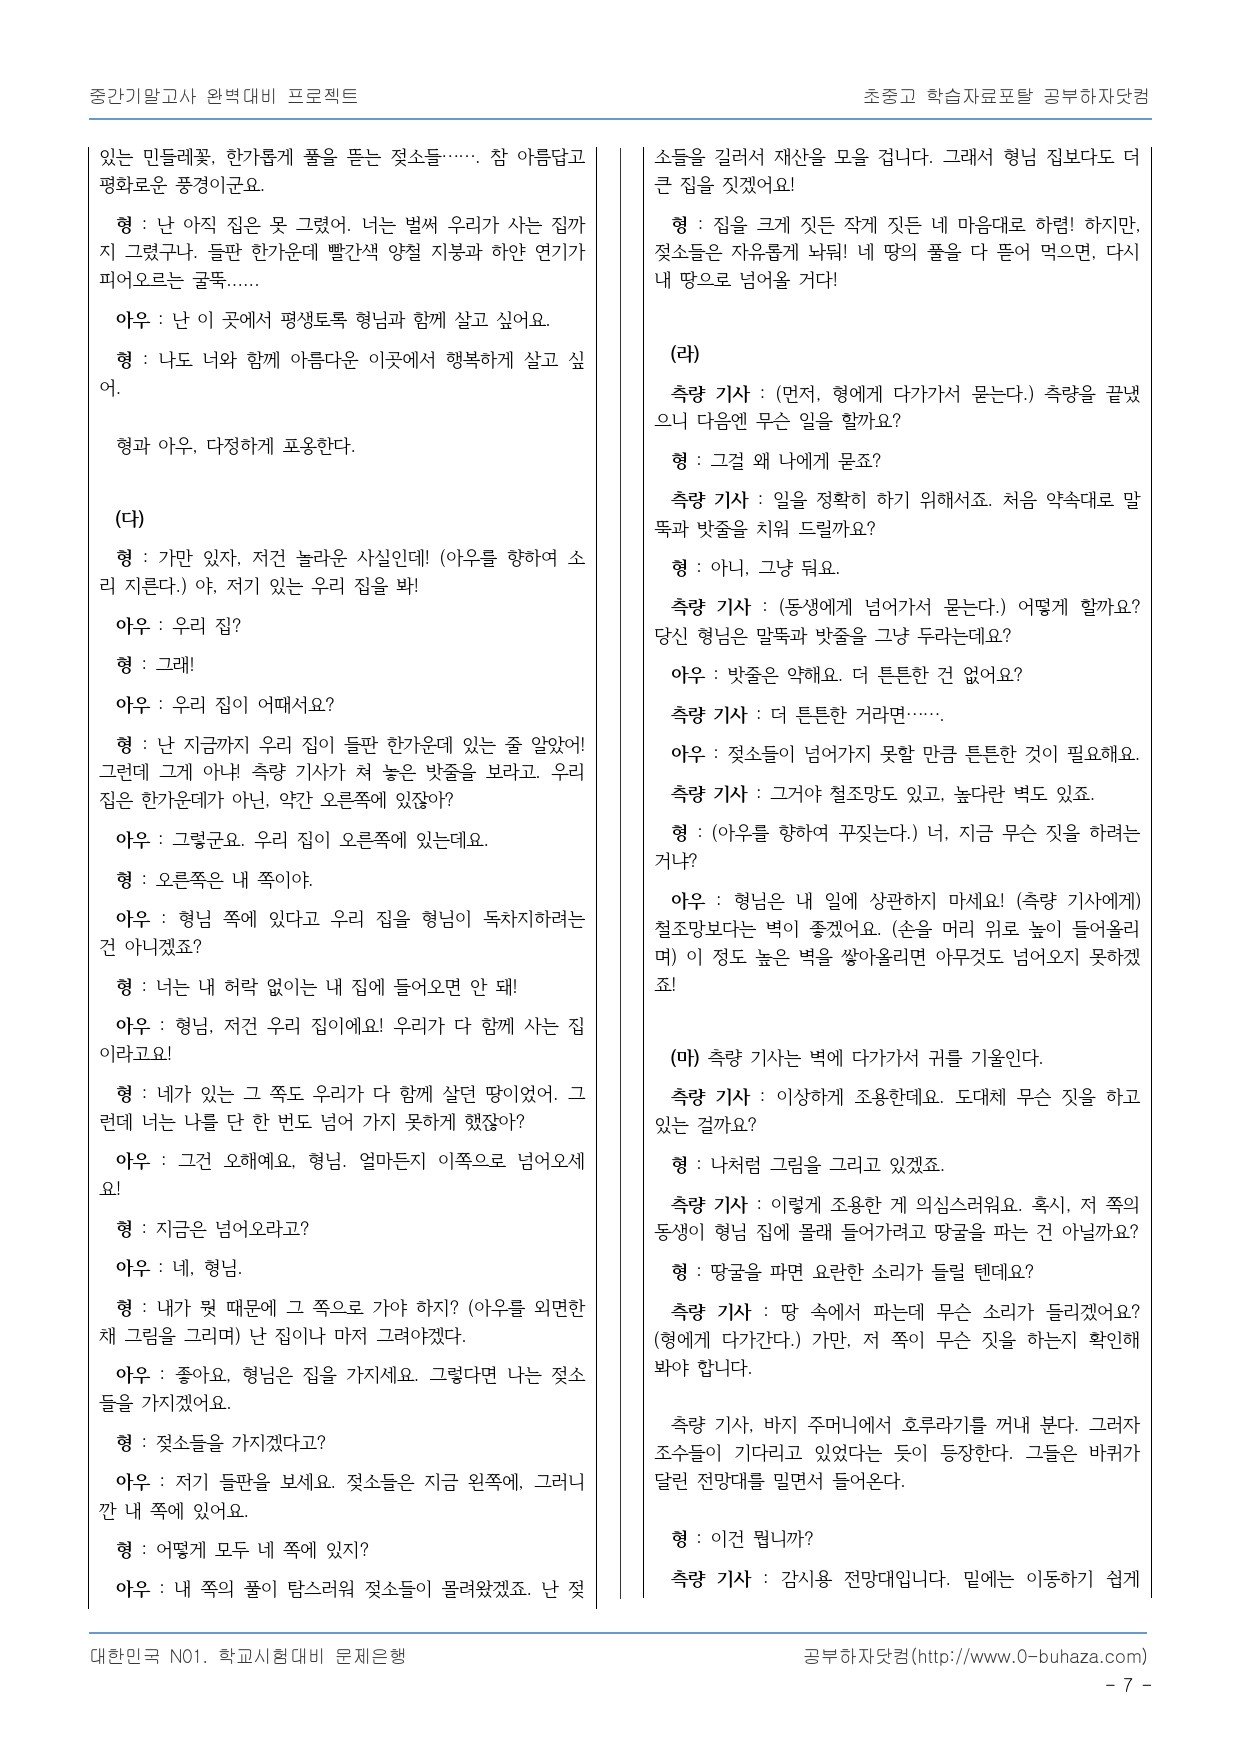 중간기말고사 완벽대비 프로젝트
초중고 학습자료포탈 공부하자닷컴
있는 민들레꽃, 한가롭게 풀을 뜯는 젖소들……. 참 아름답고
평화로운 풍경이군요.
형 : 난 아직 집은 못 그렸어. 너는 벌써 우리가 사는 집까
지 그렸구나. 들판 한가운데 빨간색 양철 지붕과 하얀 연기가
피어오르는 굴뚝……
아우 : 난 이 곳에서 평생토록 형님과 함께 살고 싶어요.
형 : 나도 너와 함께 아름다운 이곳에서 행복하게 살고 싶
어.
형과 아우, 다정하게 포옹한다.
(다)
형 : 가만 있자, 저건 놀라운 사실인데! (아우를 향하여 소
리 지른다.) 야, 저기 있는 우리 집을 봐!
아우 : 우리 집?
형 : 그래!
아우 : 우리 집이 어때서요?
형 : 난 지금까지 우리 집이 들판 한가운데 있는 줄 알았어!
그런데 그게 아냐! 측량 기사가 쳐 놓은 밧줄을 보라고. 우리
집은 한가운데가 아닌, 약간 오른쪽에 있잖아?
아우 : 그렇군요. 우리 집이 오른쪽에 있는데요.
형 : 오른쪽은 내 쪽이야.
아우 : 형님 쪽에 있다고 우리 집을 형님이 독차지하려는
건 아니겠죠?
형 : 너는 내 허락 없이는 내 집에 들어오면 안 돼!
아우 : 형님, 저건 우리 집이에요! 우리가 다 함께 사는 집
이라고요!
형 : 네가 있는 그 쪽도 우리가 다 함께 살던 땅이었어. 그
런데 너는 나를 단 한 번도 넘어 가지 못하게 했잖아?
아우 : 그건 오해예요, 형님. 얼마든지 이쪽으로 넘어오세
요!
형 : 지금은 넘어오라고?
아우 : 네, 형님.
형 : 내가 뭣 때문에 그 쪽으로 가야 하지? (아우를 외면한
채 그림을 그리며) 난 집이나 마저 그려야겠다.
아우 : 좋아요, 형님은 집을 가지세요. 그렇다면 나는 젖소
들을 가지겠어요.
형 : 젖소들을 가지겠다고?
아우 : 저기 들판을 보세요. 젖소들은 지금 왼쪽에, 그러니
깐 내 쪽에 있어요.
형 : 어떻게 모두 네 쪽에 있지?
아우 : 내 쪽의 풀이 탐스러워 젖소들이 몰려왔겠죠. 난 젖
소들을 길러서 재산을 모을 겁니다. 그래서 형님 집보다도 더
큰 집을 짓겠어요!
형 : 집을 크게 짓든 작게 짓든 네 마음대로 하렴! 하지만,
젖소들은 자유롭게 놔둬! 네 땅의 풀을 다 뜯어 먹으면, 다시
내 땅으로 넘어올 거다!
(라)
측량 기사 : (먼저, 형에게 다가가서 묻는다.) 측량을 끝냈
으니 다음엔 무슨 일을 할까요?
형 : 그걸 왜 나에게 묻죠?
측량 기사 : 일을 정확히 하기 위해서죠. 처음 약속대로 말
뚝과 밧줄을 치워 드릴까요?
형 : 아니, 그냥 둬요.
측량 기사 : (동생에게 넘어가서 묻는다.) 어떻게 할까요?
당신 형님은 말뚝과 밧줄을 그냥 두라는데요?
아우 : 밧줄은 약해요. 더 튼튼한 건 없어요?
측량 기사 : 더 튼튼한 거라면…….
아우 : 젖소들이 넘어가지 못할 만큼 튼튼한 것이 필요해요.
측량 기사 : 그거야 철조망도 있고, 높다란 벽도 있죠.
형 : (아우를 향하여 꾸짖는다.) 너, 지금 무슨 짓을 하려는
거냐?
아우 : 형님은 내 일에 상관하지 마세요! (측량 기사에게)
철조망보다는 벽이 좋겠어요. (손을 머리 위로 높이 들어올리
며) 이 정도 높은 벽을 쌓아올리면 아무것도 넘어오지 못하겠
죠!
(마) 측량 기사는 벽에 다가가서 귀를 기울인다.
측량 기사 : 이상하게 조용한데요. 도대체 무슨 짓을 하고
있는 걸까요?
형 : 나처럼 그림을 그리고 있겠죠.
측량 기사 : 이렇게 조용한 게 의심스러워요. 혹시, 저 쪽의
동생이 형님 집에 몰래 들어가려고 땅굴을 파는 건 아닐까요?
형 : 땅굴을 파면 요란한 소리가 들릴 텐데요?
측량 기사 : 땅 속에서 파는데 무슨 소리가 들리겠어요?
(형에게 다가간다.) 가만, 저 쪽이 무슨 짓을 하는지 확인해
봐야 합니다.
측량 기사, 바지 주머니에서 호루라기를 꺼내 분다. 그러자
조수들이 기다리고 있었다는 듯이 등장한다. 그들은 바퀴가
달린 전망대를 밀면서 들어온다.
형 : 이건 뭡니까?
측량 기사 : 감시용 전망대입니다. 밑에는 이동하기 쉽게
대한민국 N01. 학교시험대비 문제은행
공부하자닷컴(http://www.0-buhaza.com)
- 7 -